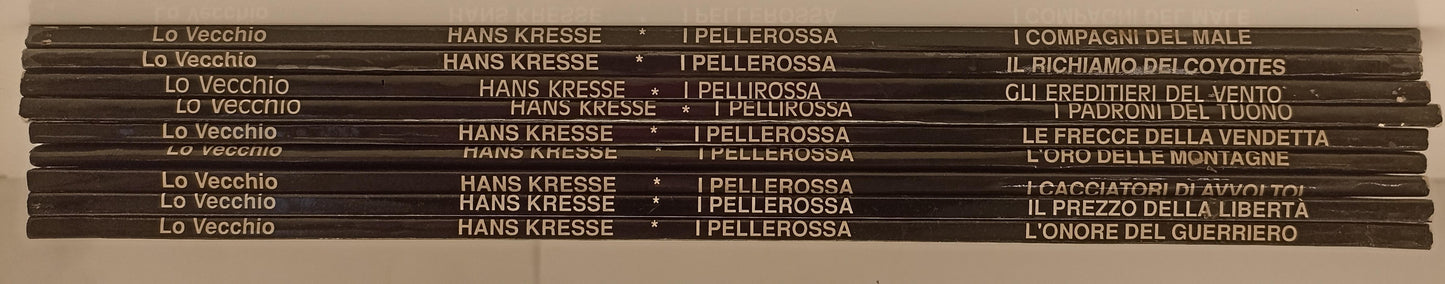 Lo Vecchio HANS KRESSE * I PELLEROSSA I COMPAGNI DEL MALE
Lo Vecchio HANS KRESSE * I PELLEROSSA IL RICHIAMO DEI COYOTES
Lo Vecchio HANS KRESSE * I PELLIROSSA GLI EREDITIERI DEL VENTO
Lo Vecchio HANS KRESSE * I PELLIROSSA I PADRONI DEL TUONO
Lo Vecchio HANS KRESSE * I PELLEROSSA LE FRECCE DELLA VENDETTA
Lo Vecchio HANS KRESSE * I PELLEROSSA L'ORO DELLE MONTAGNE
Lo Vecchio HANS KRESSE * I PELLEROSSA I CACCIATORI DI AVVOLTOI
Lo Vecchio HANS KRESSE * I PELLEROSSA IL PREZZO DELLA LIBERTÀ
Lo Vecchio HANS KRESSE * I PELLEROSSA L'ONORE DEL GUERRIERO